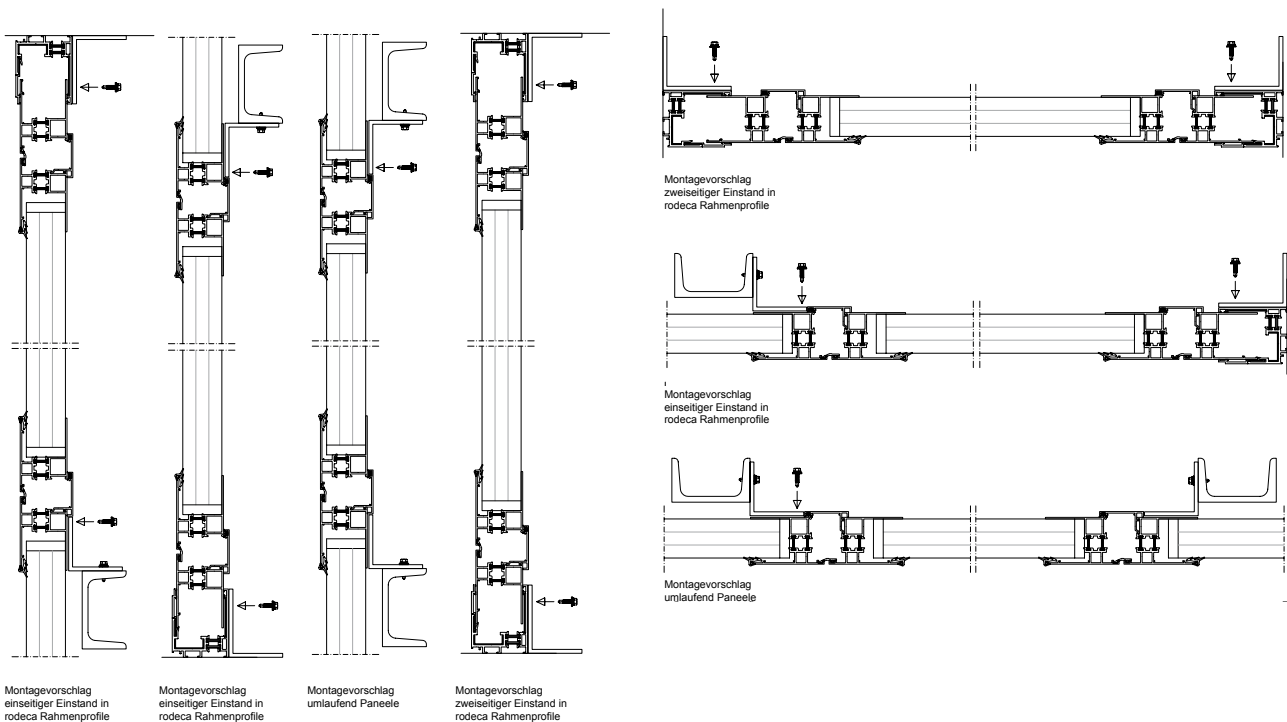 Montagevorschlag
zweiseitiger Einstand in
rodeca Rahmenprofile
Montagevorschlag
einseitiger Einstand in
rodeca Rahmenprofile
Montagevorschlag
umlaufend Paneele
Montagevorschlag
einseitiger Einstand in
rodeca Rahmenprofile
Montagevorschlag
einseitiger Einstand in
rodeca Rahmenprofile
Montagevorschlag
umlaufend Paneele
Montagevorschlag
zweiseitiger Einstand in
rodeca Rahmenprofile